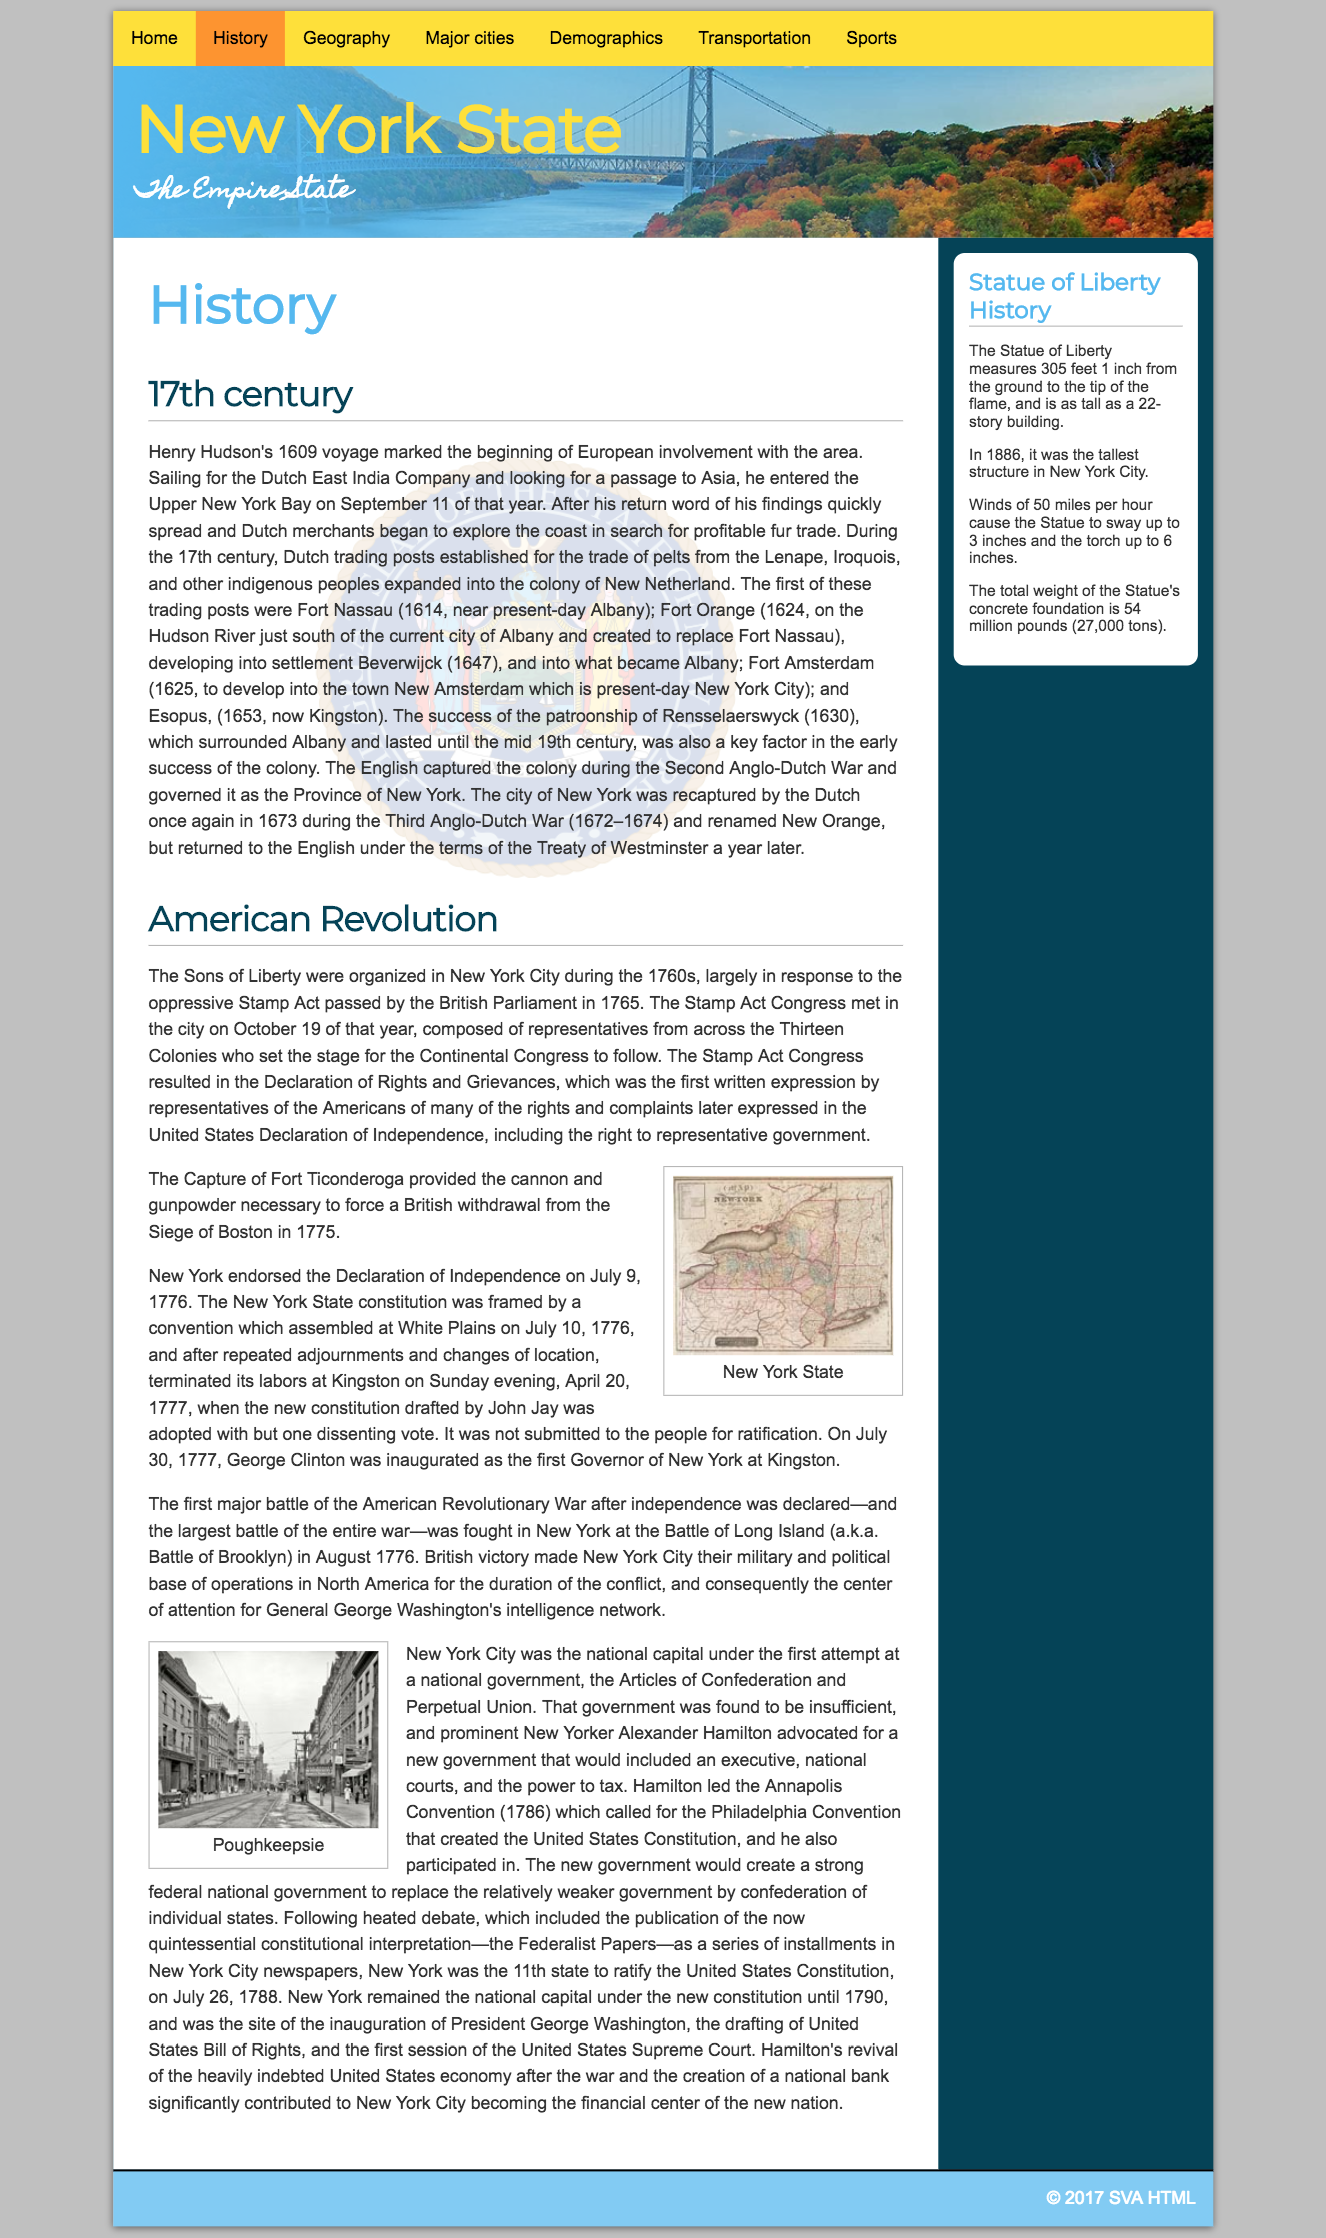 Home History Geography Major cities Demographics Transportation Sports
New York State
The Empire State
History
17th century
Henry Hudson's 1609 voyage marked the beginning of European involvement with the area.
Sailing for the Dutch East India Company and looking for a passage to Asia, he entered the
Upper New York Bay on September 11 of that year. After his return word of his findings quickly
spread and Dutch merchants began to explore the coast in search for profitable fur trade. During
the 17th century, Dutch trading posts established for the trade of pelts from the Lenape, Iroquois,
and other indigenous peoples expanded into the colony of New Netherland. The first of these
trading posts were Fort Nassau (1614, near present-day Albany); Fort Orange (1624, on the
Hudson River just south of the current city of Albany and created to replace Fort Nassau),
developing into settlement Beverwijck (1647), and into what became Albany; Fort Amsterdam
(1625, to develop into the town New Amsterdam which is present-day New York City); and
Esopus, (1653, now Kingston). The success of the patroonship of Rensselaerswyck (1630),
which surrounded Albany and lasted until the mid 19th century, was also a key factor in the early
success of the colony. The English captured the colony during the Second Anglo-Dutch War and
governed it as the Province of New York. The city of New York was recaptured by the Dutch
once again in 1673 during the Third Anglo-Dutch War (1672–1674) and renamed New Orange,
but returned to the English under the terms of the Treaty of Westminster a year later.
American Revolution
The Sons of Liberty were organized in New York City during the 1760s, largely in response to the
oppressive Stamp Act passed by the British Parliament in 1765. The Stamp Act Congress met in
the city on October 19 of that year, composed of representatives from across the Thirteen
Colonies who set the stage for the Continental Congress to follow. The Stamp Act Congress
resulted in the Declaration of Rights and Grievances, which was the first written expression by
representatives of the Americans of many of the rights and complaints later expressed in the
United States Declaration of Independence, including the right to representative government.
The Capture of Fort Ticonderoga provided the cannon and
gunpowder necessary to force a British withdrawal from the
Siege of Boston in 1775.
New York endorsed the Declaration of Independence on July 9,
1776. The New York State constitution was framed by a
convention which assembled at White Plains on July 10, 1776,
and after repeated adjournments and changes of location,
terminated its labors at Kingston on Sunday evening, April 20,
1777, when the new constitution drafted by John Jay was
adopted with but one dissenting vote. It was not submitted to the people for ratification. On July
30, 1777, George Clinton was inaugurated as the first Governor of New York at Kingston.
NEW-YORK
New York State
The first major battle of the American Revolutionary War after independence was declared—and
the largest battle of the entire war—was fought in New York at the Battle of Long Island (a.k.a.
Battle of Brooklyn) in August 1776. British victory made New York City their military and political
base of operations in North America for the duration of the conflict, and consequently the center
of attention for General George Washington's intelligence network.
Poughkeepsie
New York City was the national capital under the first attempt at
a national government, the Articles of Confederation and
Perpetual Union. That government was found to be insufficient,
and prominent New Yorker Alexander Hamilton advocated for a
new government that would included an executive, national
courts, and the power to tax. Hamilton led the Annapolis
Convention (1786) which called for the Philadelphia Convention
that created the United States Constitution, and he also
participated in. The new government would create a strong
federal national government to replace the relatively weaker government by confederation of
individual states. Following heated debate, which included the publication of the now
quintessential constitutional interpretation—the Federalist Papers—as a series of installments in
New York City newspapers, New York was the 11th state to ratify the United States Constitution,
on July 26, 1788. New York remained the national capital under the new constitution until 1790,
and was the site of the inauguration of President George Washington, the drafting of United
States Bill of Rights, and the first session of the United States Supreme Court. Hamilton's revival
of the heavily indebted United States economy after the war and the creation of a national bank
significantly contributed to New York City becoming the financial center of the new nation.
Statue of Liberty
History
The Statue of Liberty
measures 305 feet 1 inch from
the ground to the tip of the
flame, and is as tall as a 22-
story building.
In 1886, it was the tallest
structure in New York City.
Winds of 50 miles per hour
cause the Statue to sway up to
3 inches and the torch up to 6
inches.
The total weight of the Statue's
concrete foundation is 54
million pounds (27,000 tons).
© 2017 SVA HTML